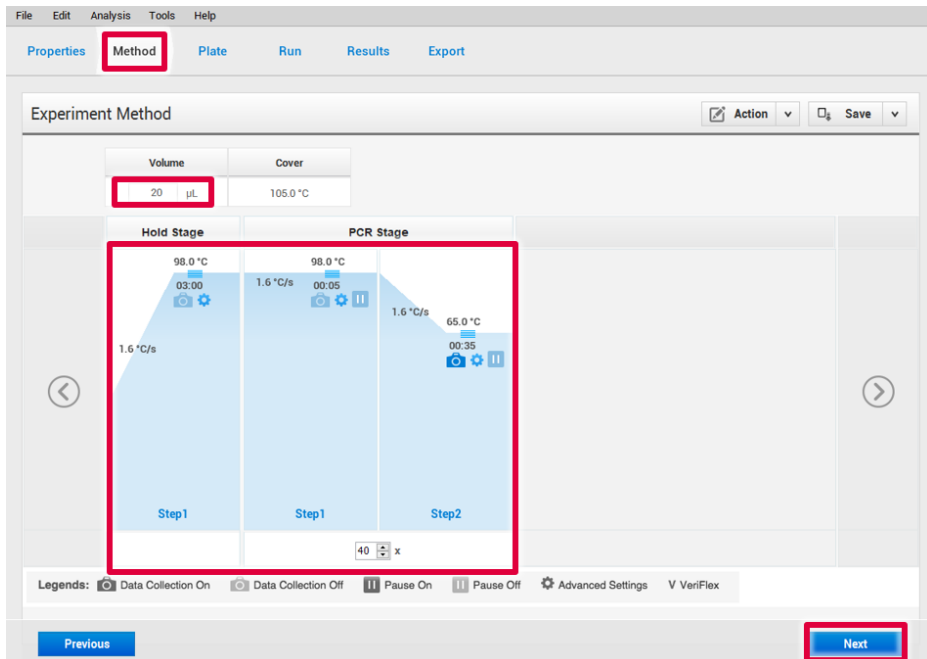 File Edit Analysis Tools Help
Properties Method Plate Run Results Export
Experiment Method Action Save
Volume Cover
20 µL 105.0 °C
Hold Stage PCR Stage
98.0 °C 98.0 °C
03:00 1.6 °C/s 00:05
1.6 °C/s
65.0 °C
00:35
1.6 °C/s
Step1 Step1 Step2
40 x
Legends: Data Collection On Data Collection Off Pause On Pause Off Advanced Settings V VeriFlex
Previous Next